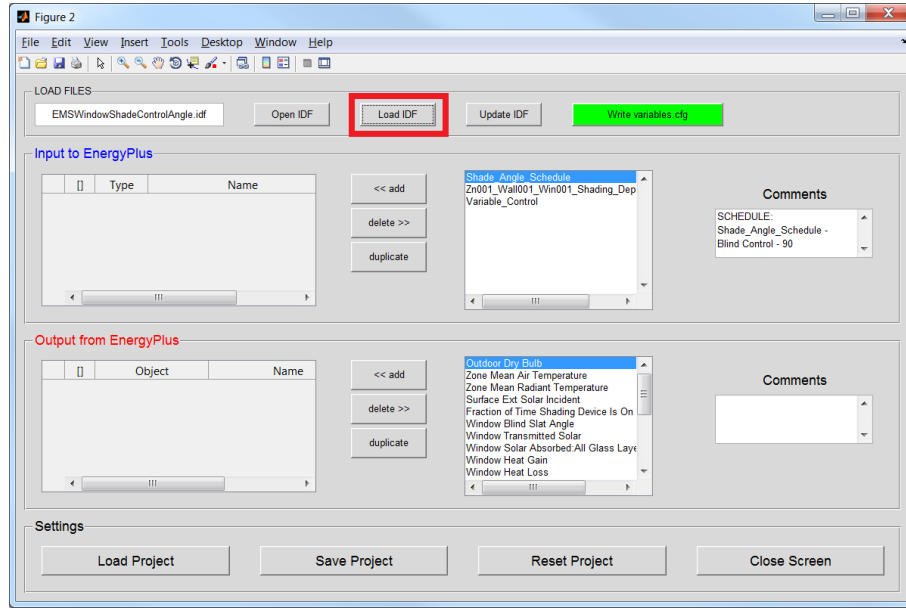 Figure 2
File Edit View Insert Tools Desktop Window Help
LOAD FILES
EMSWindowShadeControlAngle.idf Open IDF Load IDF Update IDF Write variables.cfg
Input to EnergyPlus
[] Type Name
<< add
delete >>
duplicate
Shade_Angle_Schedule
Zn001_Wall001_Win001_Shading_Dep
Variable_Control
Comments
SCHEDULE:
Shade_Angle_Schedule -
Blind Control - 90
Output from EnergyPlus
[] Object Name
<< add
delete >>
duplicate
Outdoor Dry Bulb
Zone Mean Air Temperature
Zone Mean Radiant Temperature
Surface Ext Solar Incident
Fraction of Time Shading Device Is On
Window Blind Slat Angle
Window Transmitted Solar
Window Solar Absorbed:All Glass Laye
Window Heat Gain
Window Heat Loss
Comments
Settings
Load Project Save Project Reset Project Close Screen